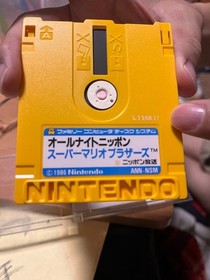 ファミリー コンピュータ ディスク システム
オールナイトニッポン
スーパーマリオブラザーズ™
ニッポン放送
©1986 Nintendo ANN-NSM
NINTENDO